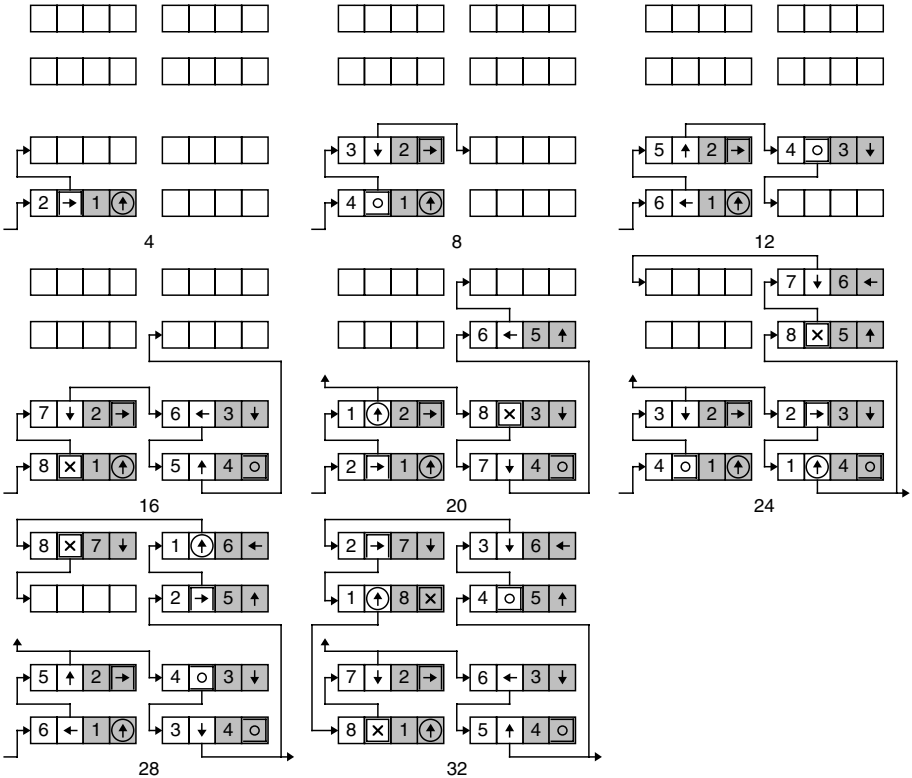 3 2 5 2 4 3
2 1 4 1 6 1
4 8 12
7 6
6 5 8 5
7 2 6 3 1 2 8 3 3 2 2 3
8 1 5 4 2 1 7 4 4 1 1 4
16 20 24
8 7 1 6 2 7 3 6
2 5 1 8 4 5
5 2 4 3 7 2 6 3
6 1 3 4 8 1 5 4
28 32